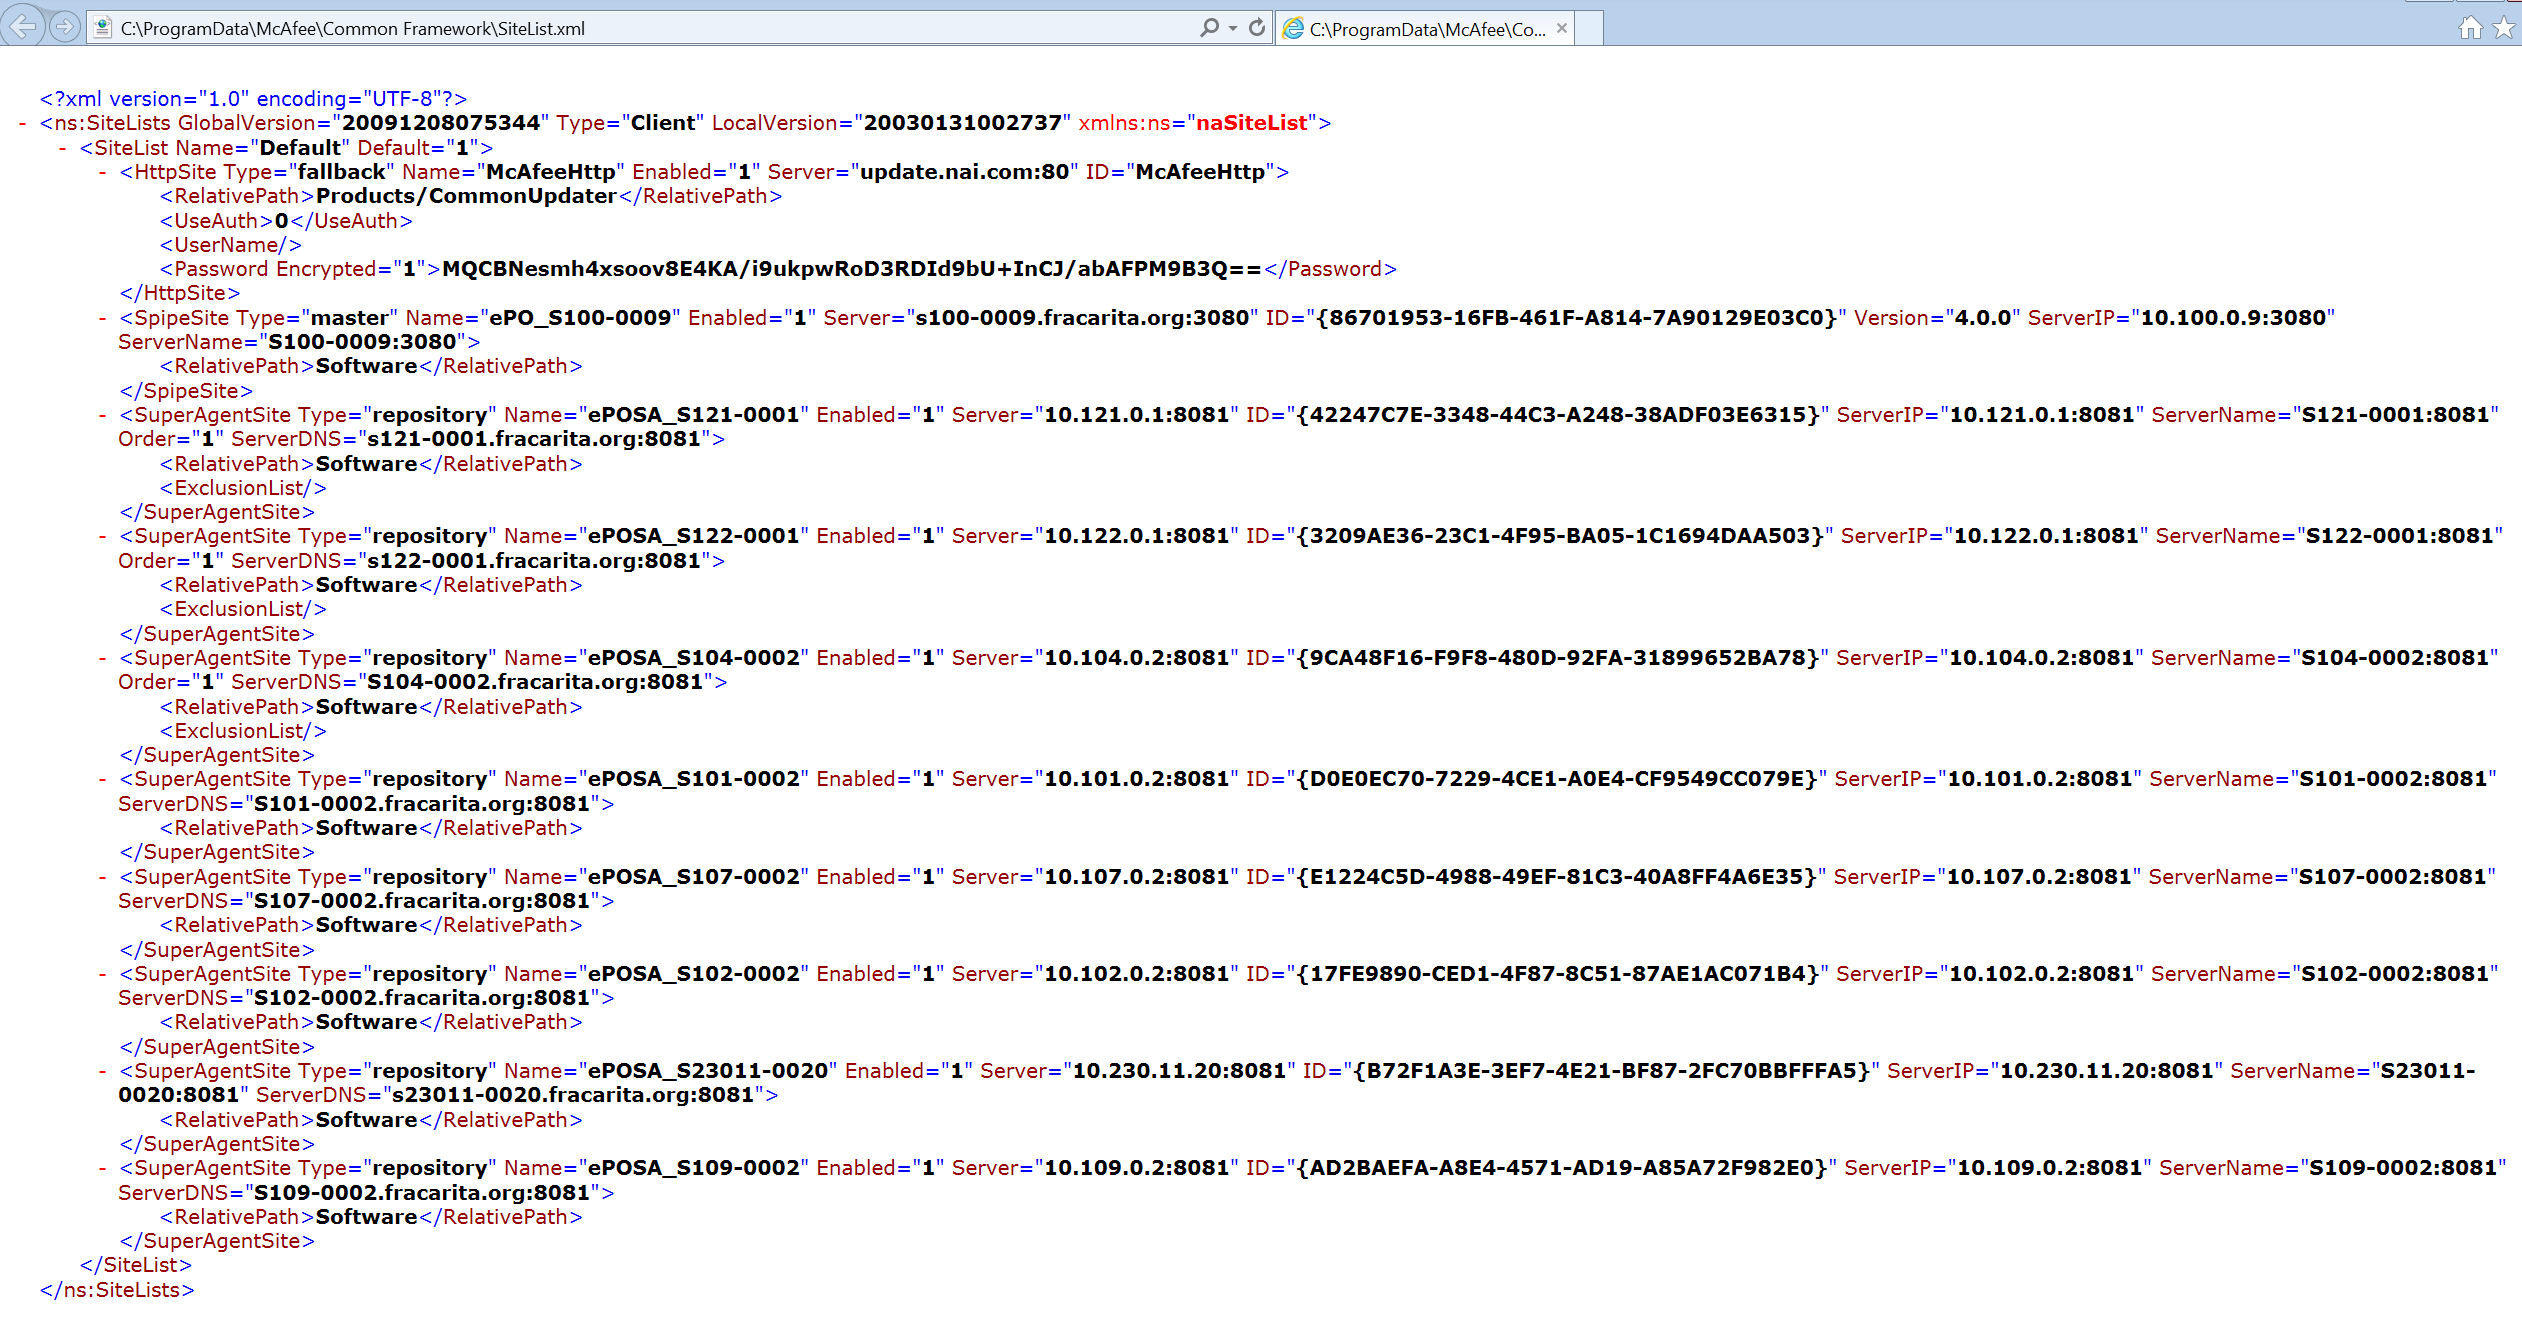 C:\ProgramData\McAfee\Common Framework\SiteList.xml
C:\ProgramData\McAfee\Co...
<?xml version="1.0" encoding="UTF-8"?>
- <ns:SiteLists GlobalVersion="20091208075344" Type="Client" LocalVersion="20030131002737" xmlns:ns="naSiteList">
- <SiteList Name="Default" Default="1">
- <HttpSite Type="fallback" Name="McAfeeHttp" Enabled="1" Server="update.nai.com:80" ID="McAfeeHttp">
<RelativePath>Products/CommonUpdater</RelativePath>
<UseAuth>0</UseAuth>
<UserName/>
<Password Encrypted="1">MQCBNesmh4xsoov8E4KA/i9ukpwRoD3RDId9bU+InCJ/abAFPM9B3Q==</Password>
</HttpSite>
- <SpipeSite Type="master" Name="ePO_S100-0009" Enabled="1" Server="s100-0009.fracarita.org:3080" ID="{86701953-16FB-461F-A814-7A90129E03C0}" Version="4.0.0" ServerIP="10.100.0.9:3080"
ServerName="S100-0009:3080">
<RelativePath>Software</RelativePath>
</SpipeSite>
- <SuperAgentSite Type="repository" Name="ePOSA_S121-0001" Enabled="1" Server="10.121.0.1:8081" ID="{42247C7E-3348-44C3-A248-38ADF03E6315}" ServerIP="10.121.0.1:8081" ServerName="S121-0001:8081"
Order="1" ServerDNS="s121-0001.fracarita.org:8081">
<RelativePath>Software</RelativePath>
<ExclusionList/>
</SuperAgentSite>
- <SuperAgentSite Type="repository" Name="ePOSA_S122-0001" Enabled="1" Server="10.122.0.1:8081" ID="{3209AE36-23C1-4F95-BA05-1C1694DAA503}" ServerIP="10.122.0.1:8081" ServerName="S122-0001:8081"
Order="1" ServerDNS="s122-0001.fracarita.org:8081">
<RelativePath>Software</RelativePath>
<ExclusionList/>
</SuperAgentSite>
- <SuperAgentSite Type="repository" Name="ePOSA_S104-0002" Enabled="1" Server="10.104.0.2:8081" ID="{9CA48F16-F9F8-480D-92FA-31899652BA78}" ServerIP="10.104.0.2:8081" ServerName="S104-0002:8081"
Order="1" ServerDNS="S104-0002.fracarita.org:8081">
<RelativePath>Software</RelativePath>
<ExclusionList/>
</SuperAgentSite>
- <SuperAgentSite Type="repository" Name="ePOSA_S101-0002" Enabled="1" Server="10.101.0.2:8081" ID="{D0E0EC70-7229-4CE1-A0E4-CF9549CC079E}" ServerIP="10.101.0.2:8081" ServerName="S101-0002:8081"
ServerDNS="S101-0002.fracarita.org:8081">
<RelativePath>Software</RelativePath>
</SuperAgentSite>
- <SuperAgentSite Type="repository" Name="ePOSA_S107-0002" Enabled="1" Server="10.107.0.2:8081" ID="{E1224C5D-4988-49EF-81C3-40A8FF4A6E35}" ServerIP="10.107.0.2:8081" ServerName="S107-0002:8081"
ServerDNS="S107-0002.fracarita.org:8081">
<RelativePath>Software</RelativePath>
</SuperAgentSite>
- <SuperAgentSite Type="repository" Name="ePOSA_S102-0002" Enabled="1" Server="10.102.0.2:8081" ID="{17FE9890-CED1-4F87-8C51-87AE1AC071B4}" ServerIP="10.102.0.2:8081" ServerName="S102-0002:8081"
ServerDNS="S102-0002.fracarita.org:8081">
<RelativePath>Software</RelativePath>
</SuperAgentSite>
- <SuperAgentSite Type="repository" Name="ePOSA_S23011-0020" Enabled="1" Server="10.230.11.20:8081" ID="{B72F1A3E-3EF7-4E21-BF87-2FC70BBFFFA5}" ServerIP="10.230.11.20:8081" ServerName="S23011-
0020:8081" ServerDNS="s23011-0020.fracarita.org:8081">
<RelativePath>Software</RelativePath>
</SuperAgentSite>
- <SuperAgentSite Type="repository" Name="ePOSA_S109-0002" Enabled="1" Server="10.109.0.2:8081" ID="{AD2BAEFA-A8E4-4571-AD19-A85A72F982E0}" ServerIP="10.109.0.2:8081" ServerName="S109-0002:8081"
ServerDNS="S109-0002.fracarita.org:8081">
<RelativePath>Software</RelativePath>
</SuperAgentSite>
</SiteList>
</ns:SiteLists>